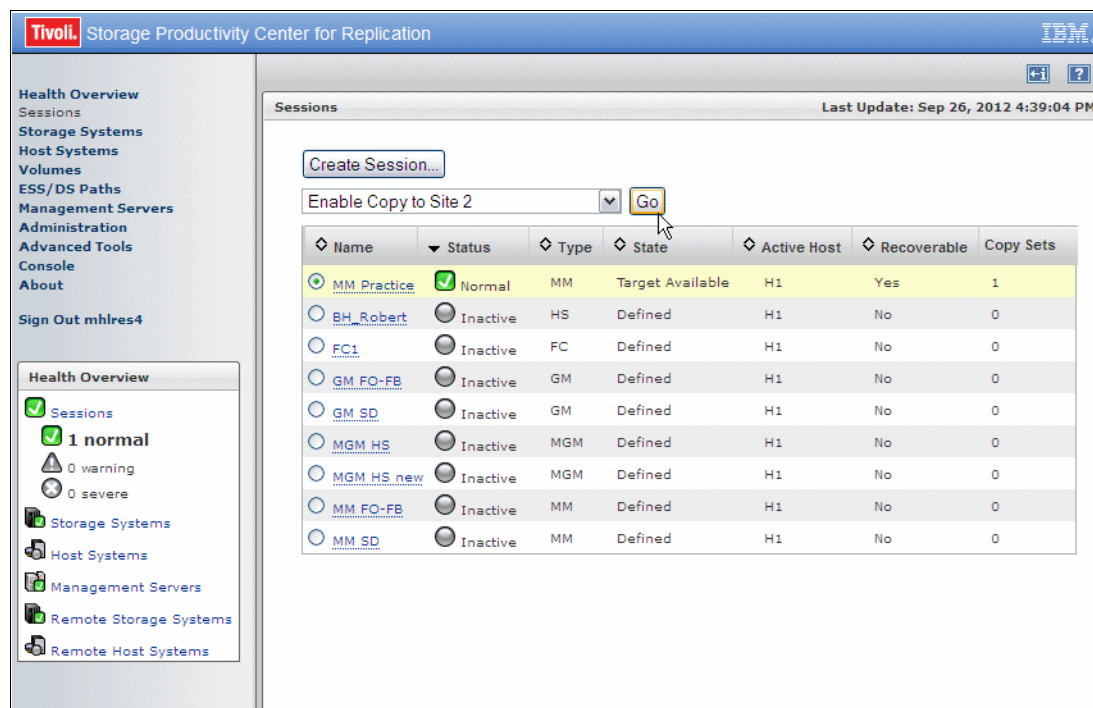 Tivoli. Storage Productivity Center for Replication IBM.
Health Overview
Sessions
Storage Systems
Host Systems
Volumes
ESS/DS Paths
Management Servers
Administration
Advanced Tools
Console
About
Sign Out mhlres4
Health Overview
Sessions
1 normal
0 warning
0 severe
Storage Systems
Host Systems
Management Servers
Remote Storage Systems
Remote Host Systems
i ?
Sessions Last Update: Sep 26, 2012 4:39:04 PM
Create Session...
Enable Copy to Site 2 Go
Name Status Type State Active Host Recoverable Copy Sets
MM Practice Normal MM Target Available H1 Yes 1
BH_Robert Inactive HS Defined H1 No 0
FC1 Inactive FC Defined H1 No 0
GM FO-FB Inactive GM Defined H1 No 0
GM SD Inactive GM Defined H1 No 0
MGM HS Inactive MGM Defined H1 No 0
MGM HS new Inactive MGM Defined H1 No 0
MM FO-FB Inactive MM Defined H1 No 0
MM SD Inactive MM Defined H1 No 0